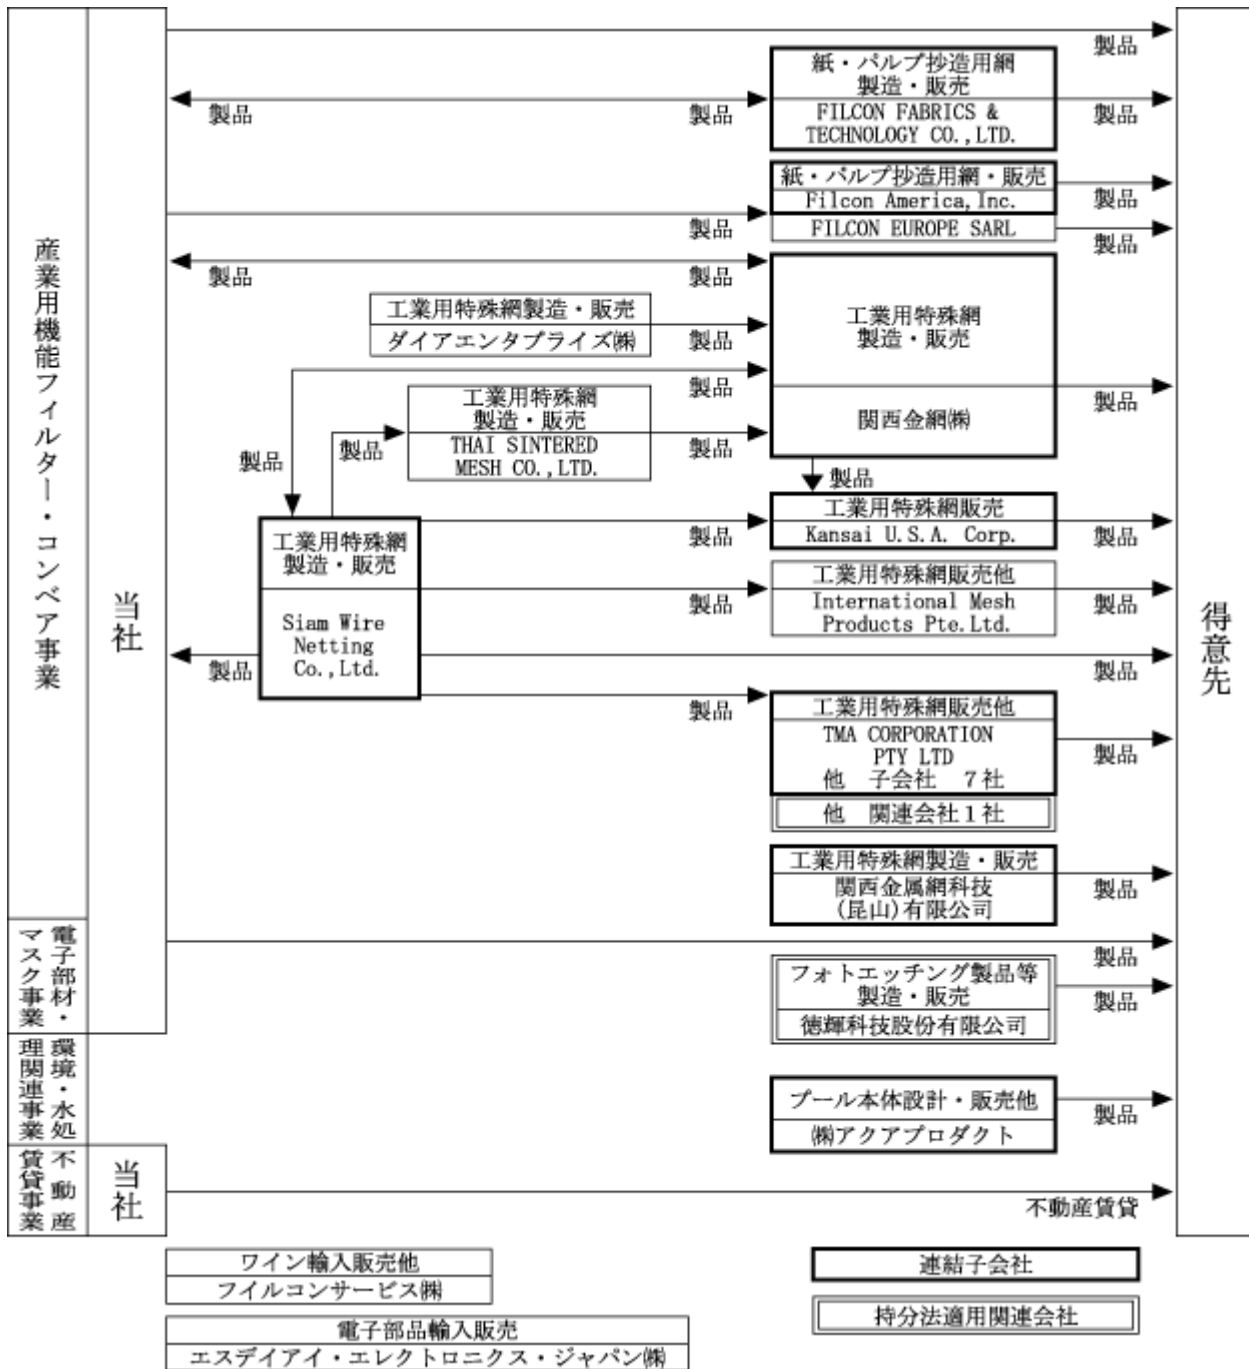 産業用機能フィルター・コンベア事業
当社
製品
紙・パルプ抄造用網
製造・販売
製品
製品
FILCON FABRICS &
TECHNOLOGY CO.,LTD.
製品
紙・パルプ抄造用網・販売
Filcon America,Inc.
製品
製品
FILCON EUROPE SARL
製品
製品
製品
工業用特殊網
製造・販売
関西金網㈱
製品
工業用特殊網製造・販売
ダイアエンタプライズ㈱
製品
製品
工業用特殊網
製造・販売
THAI SINTERED
MESH CO.,LTD.
製品
製品
製品
製品
工業用特殊網
製造・販売
Siam Wire
Netting
Co.,Ltd.
製品
工業用特殊網販売
Kansai U.S.A. Corp.
製品
製品
工業用特殊網販売他
International Mesh
Products Pte.Ltd.
製品
製品
製品
製品
製品
工業用特殊網販売他
TMA CORPORATION
PTY LTD
他 子会社 7社
製品
他 関連会社1社
工業用特殊網製造・販売
関西金属網科技
(昆山)有限公司
製品
得意先
電子部材・
マスク事業
製品
フォトエッチング製品等
製造・販売
徳輝科技股份有限公司
製品
環境・水処
理関連事業
プール本体設計・販売他
㈱アクアプロダクト
製品
不動産
賃貸事業
当社
不動産賃貸
ワイン輸入販売他
フイルコンサービス㈱
連結子会社
電子部品輸入販売
エスデイアイ・エレクトロニクス・ジャパン㈱
持分法適用関連会社